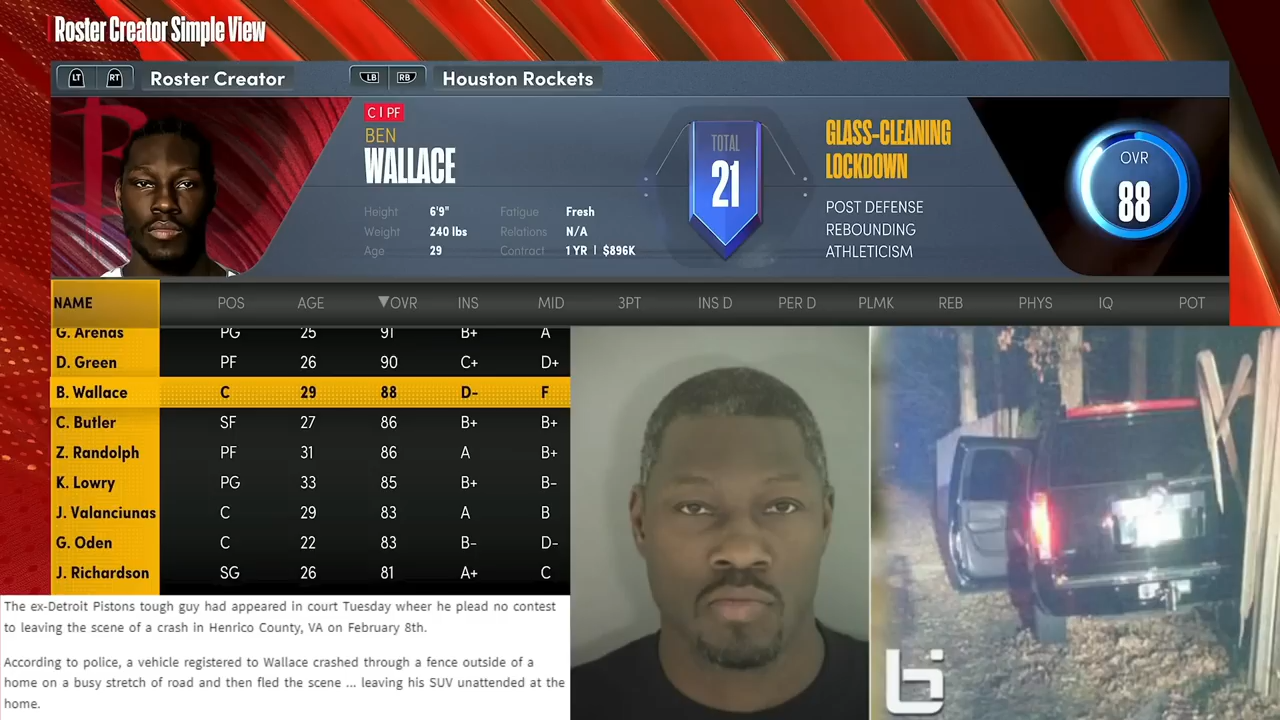 Roster Creator Simple View
LT RT Roster Creator LB RB Houston Rockets
C | PF
BEN
WALLACE
Height 6'9" Fatigue Fresh
Weight 240 lbs Relations N/A
Age 29 Contract 1 YR | $896K
TOTAL
21
GLASS-CLEANING
LOCKDOWN
POST DEFENSE
REBOUNDING
ATHLETICISM
OVR
88
NAME POS AGE ▼OVR INS MID 3PT INS D PER D PLMK REB PHYS IQ POT
G. Arenas PG 25 91 B+ A
D. Green PF 26 90 C+ D+
B. Wallace C 29 88 D- F
C. Butler SF 27 86 B+ B+
Z. Randolph PF 31 86 A B+
K. Lowry PG 33 85 B+ B-
J. Valanciunas C 29 83 A B
G. Oden C 22 83 B- D-
J. Richardson SG 26 81 A+ C
The ex-Detroit Pistons tough guy had appeared in court Tuesday wheer he plead no contest
to leaving the scene of a crash in Henrico County, VA on February 8th.
According to police, a vehicle registered to Wallace crashed through a fence outside of a
home on a busy stretch of road and then fled the scene ... leaving his SUV unattended at the
home.